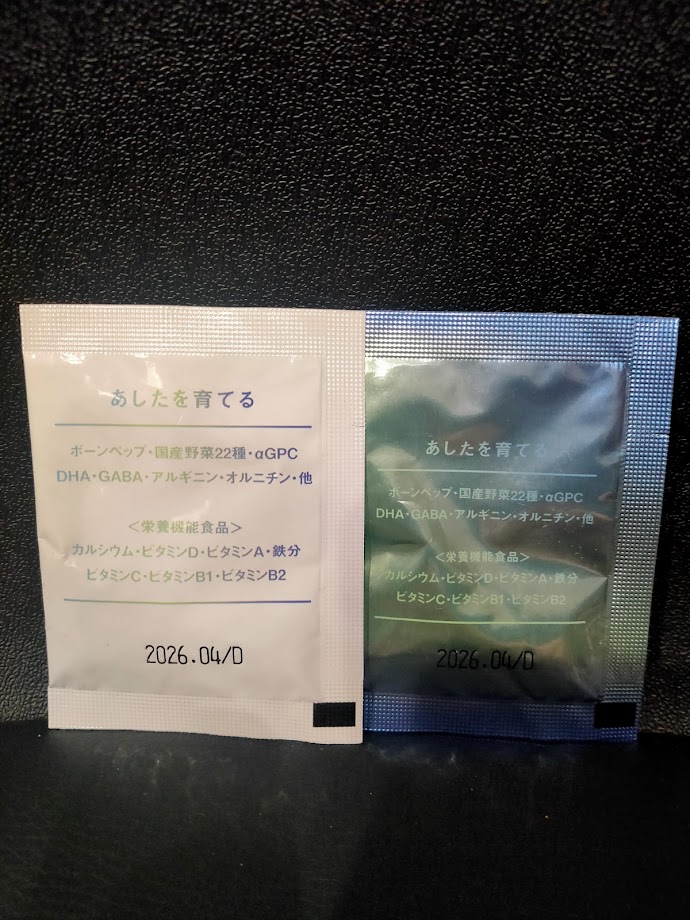 あしたを育てる
ボーンペップ・国産野菜22種・αGPC
DHA・GABA・アルギニン・オルニチン・他
<栄養機能食品>
カルシウム・ビタミンD・ビタミンA・鉄分
ビタミンC・ビタミンB1・ビタミンB2
2026.04/D
あしたを育てる
ボーンペップ・国産野菜22種・αGPC
DHA・GABA・アルギニン・オルニチン・他
<栄養機能食品>
カルシウム・ビタミンD・ビタミンA・鉄分
ビタミンC・ビタミンB1・ビタミンB2
2026.04/D